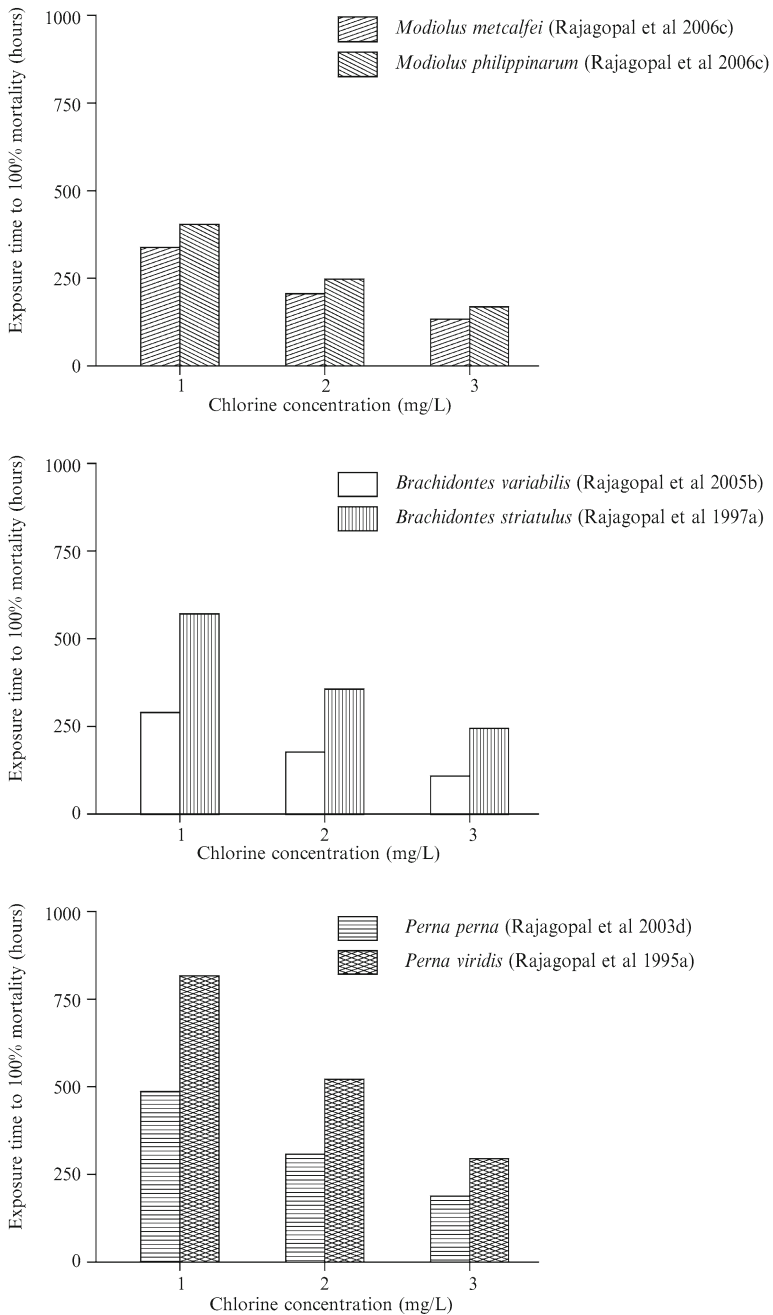 Exposure time to 100% mortality (hours)
1000
750
500
250
0
Modiolus metcalfei (Rajagopal et al 2006c)
Modiolus philippinarum (Rajagopal et al 2006c)
1 2 3
Chlorine concentration (mg/L)
Exposure time to 100% mortality (hours)
1000
750
500
250
0
Brachidontes variabilis (Rajagopal et al 2005b)
Brachidontes striatulus (Rajagopal et al 1997a)
1 2 3
Chlorine concentration (mg/L)
Exposure time to 100% mortality (hours)
1000
750
500
250
0
Perna perna (Rajagopal et al 2003d)
Perna viridis (Rajagopal et al 1995a)
1 2 3
Chlorine concentration (mg/L)